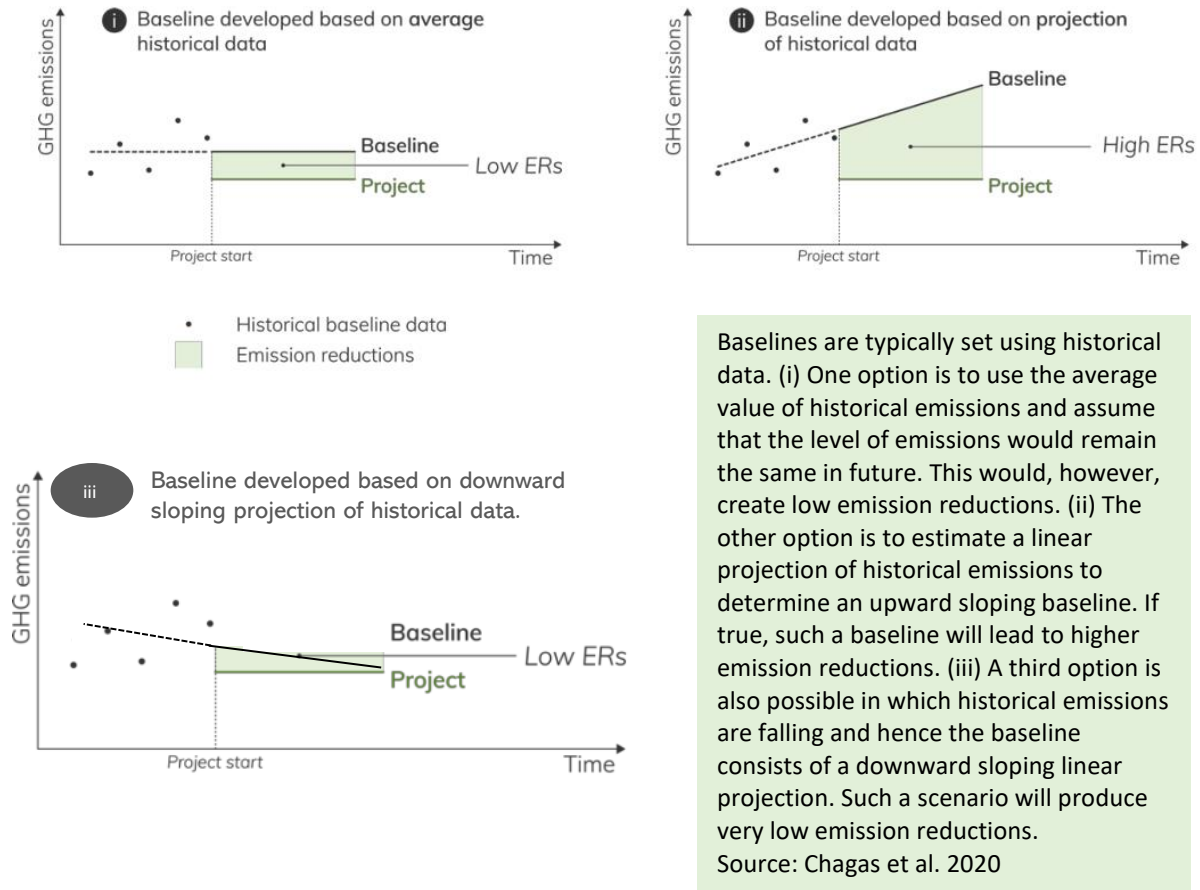 i Baseline developed based on average
historical data
GHG emissions
Baseline
Low ERs
Project
Project start
Time
ii Baseline developed based on projection
of historical data
GHG emissions
Baseline
High ERs
Project
Project start
Time
Historical baseline data
Emission reductions
iii Baseline developed based on downward
sloping projection of historical data.
GHG emissions
Baseline
Low ERs
Project
Project start
Time
Baselines are typically set using historical
data. (i) One option is to use the average
value of historical emissions and assume
that the level of emissions would remain
the same in future. This would, however,
create low emission reductions. (ii) The
other option is to estimate a linear
projection of historical emissions to
determine an upward sloping baseline. If
true, such a baseline will lead to higher
emission reductions. (iii) A third option is
also possible in which historical emissions
are falling and hence the baseline
consists of a downward sloping linear
projection. Such a scenario will produce
very low emission reductions.
Source: Chagas et al. 2020